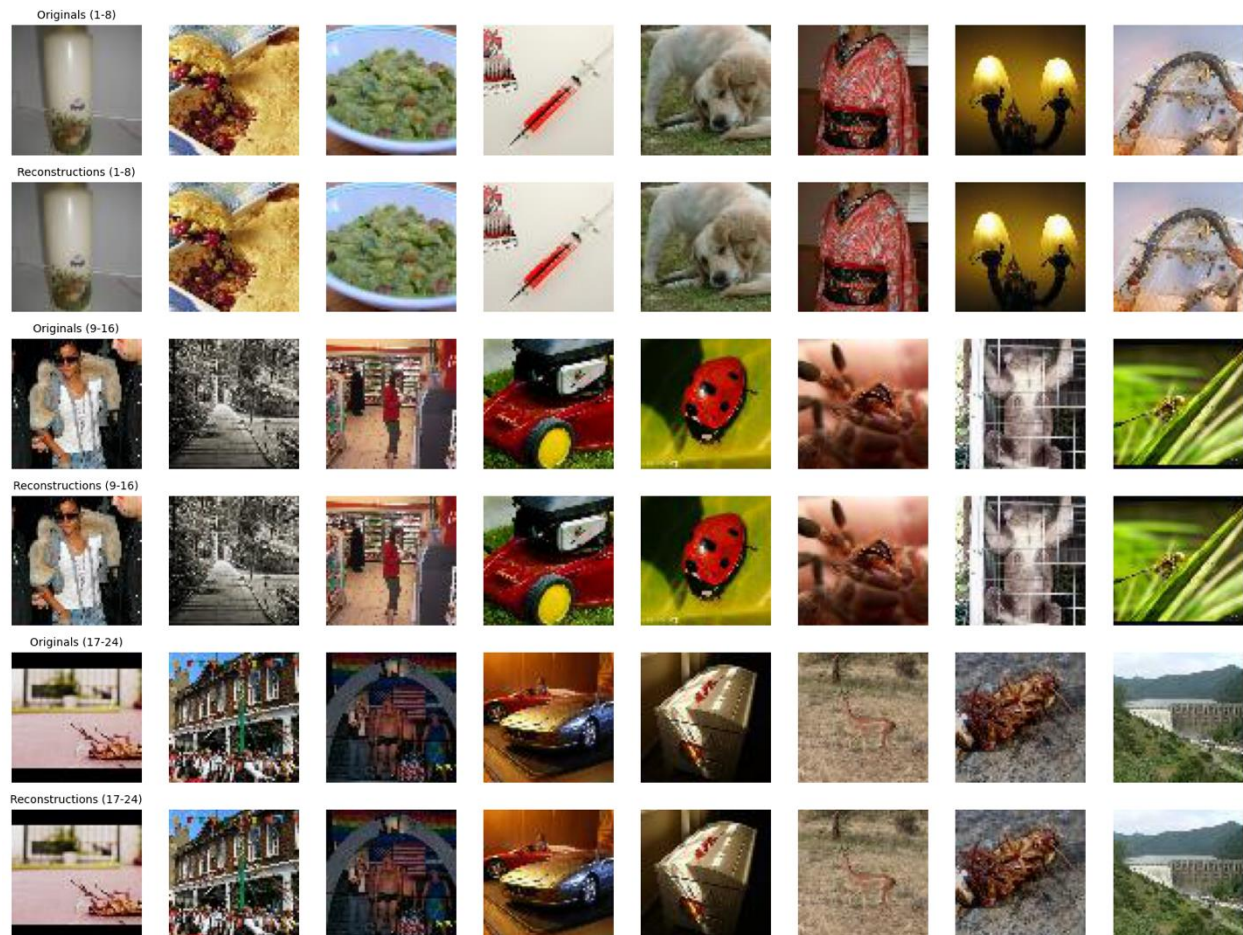 Originals (1-8)
Reconstructions (1-8)
Originals (9-16)
Reconstructions (9-16)
Originals (17-24)
Reconstructions (17-24)